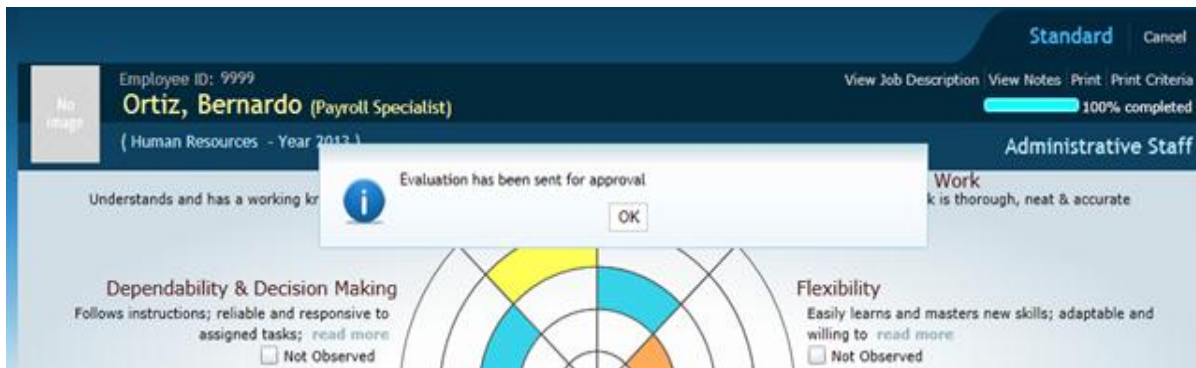 Standard Cancel
Employee ID: 9999
View Job Description View Notes Print Print Criteria
No
image
Ortiz, Bernardo (Payroll Specialist)
100% completed
( Human Resources - Year 2013 )
Administrative Staff
Evaluation has been sent for approval
OK
Work
Understands and has a working
is thorough, neat & accurate
Dependability & Decision Making
Follows instructions; reliable and responsive to
assigned tasks; read more
Not Observed
Flexibility
Easily learns and masters new skills; adaptable and
willing to read more
Not Observed